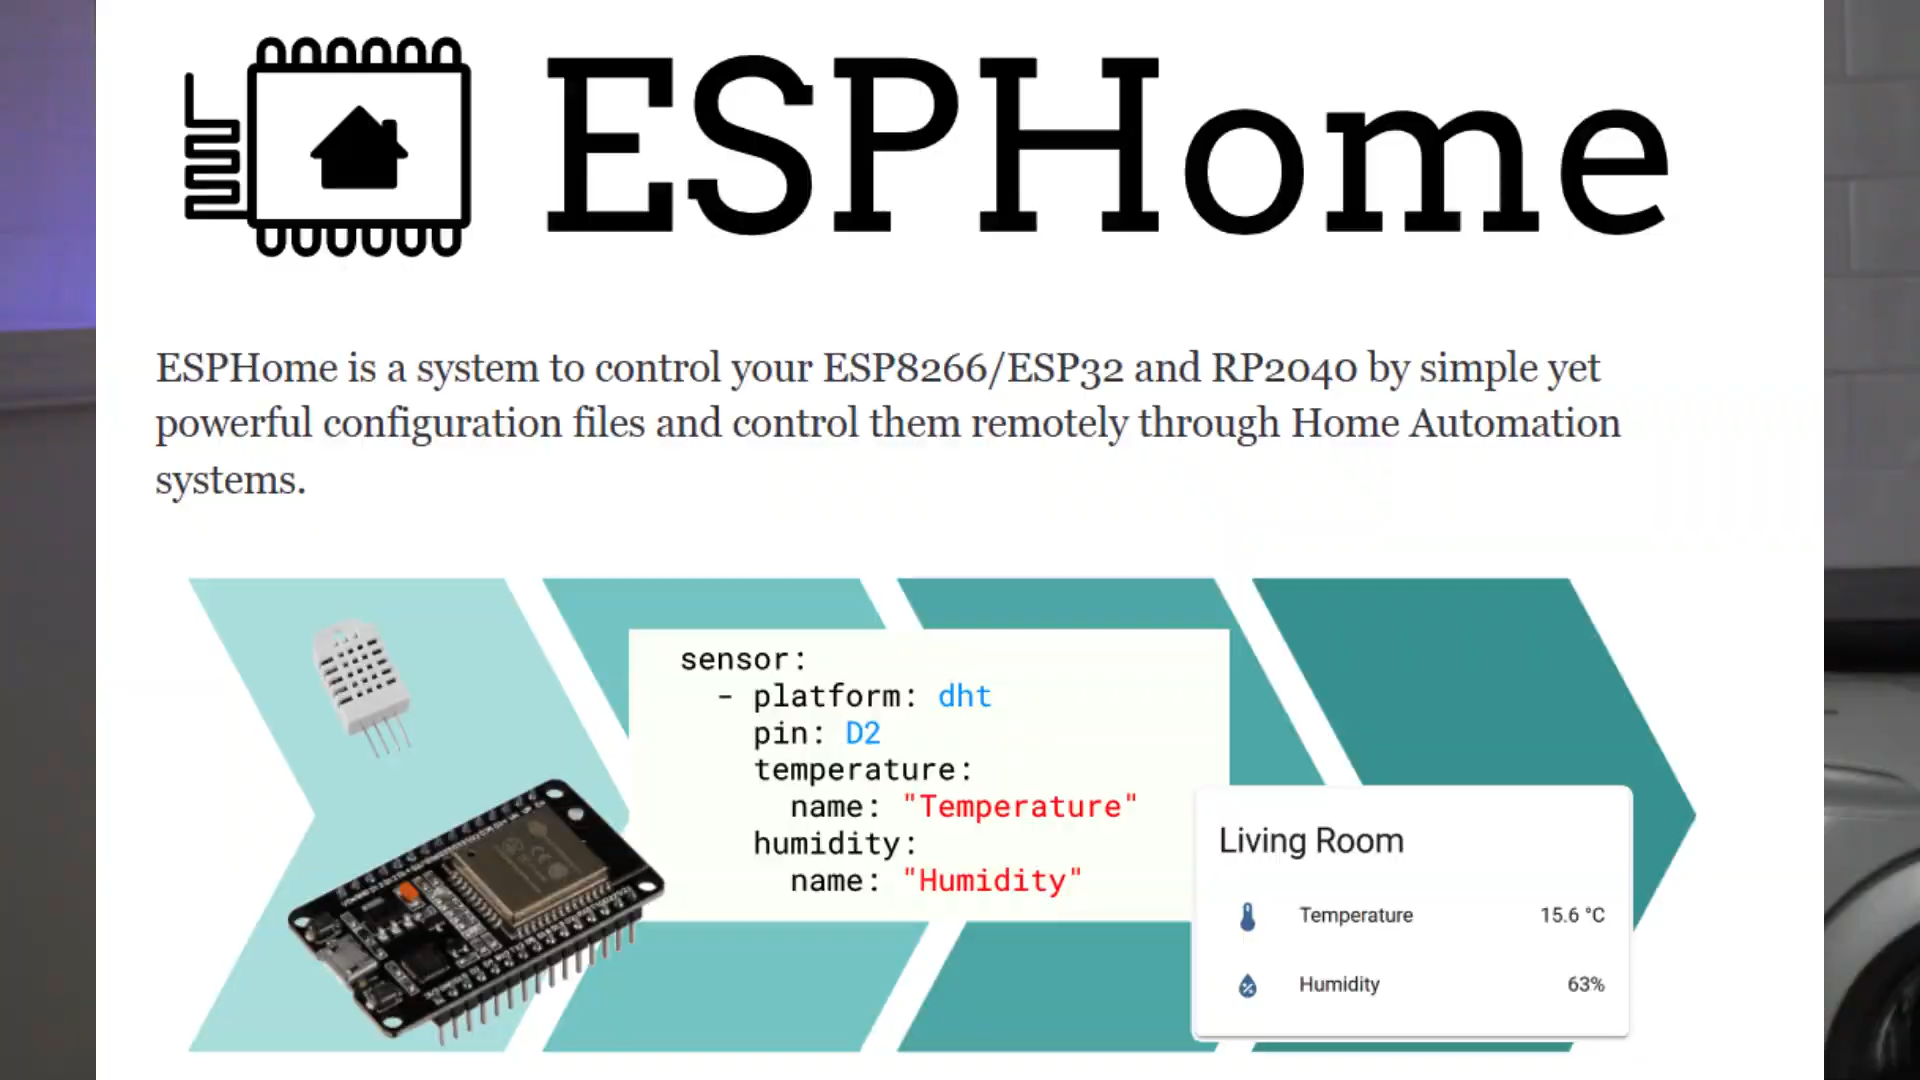 ESPHome
ESPHome is a system to control your ESP8266/ESP32 and RP2040 by simple yet
powerful configuration files and control them remotely through Home Automation
systems.
sensor:
- platform: dht
pin: D2
temperature:
name: "Temperature"
humidity:
name: "Humidity"
Living Room
Temperature 15.6 °C
Humidity 63%